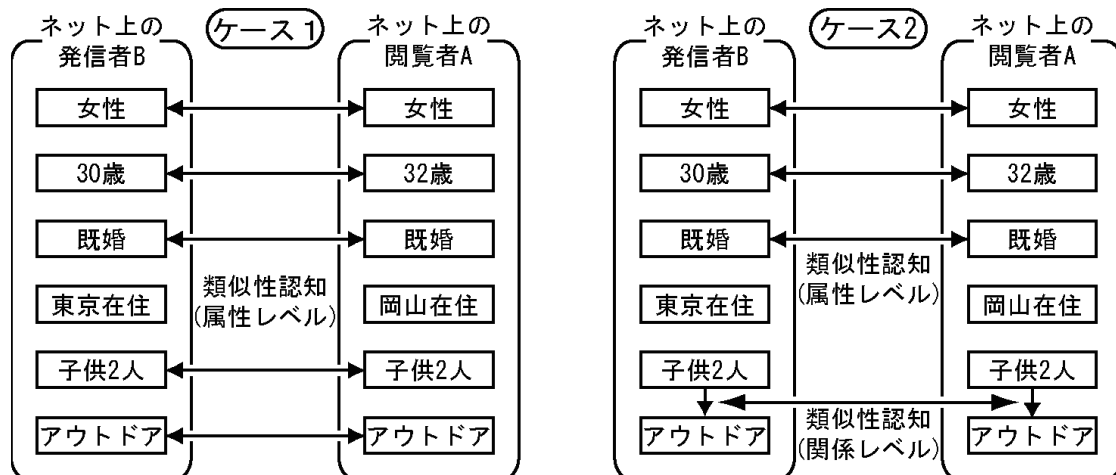 ケース1
ネット上の
発信者B
ネット上の
閲覧者A
女性
女性
30歳
32歳
既婚
既婚
類似性認知
(属性レベル)
東京在住
岡山在住
子供2人
子供2人
アウトドア
アウトドア
ケース2
ネット上の
発信者B
ネット上の
閲覧者A
女性
女性
30歳
32歳
既婚
既婚
類似性認知
(属性レベル)
東京在住
岡山在住
子供2人
子供2人
類似性認知
(関係レベル)
アウトドア
アウトドア